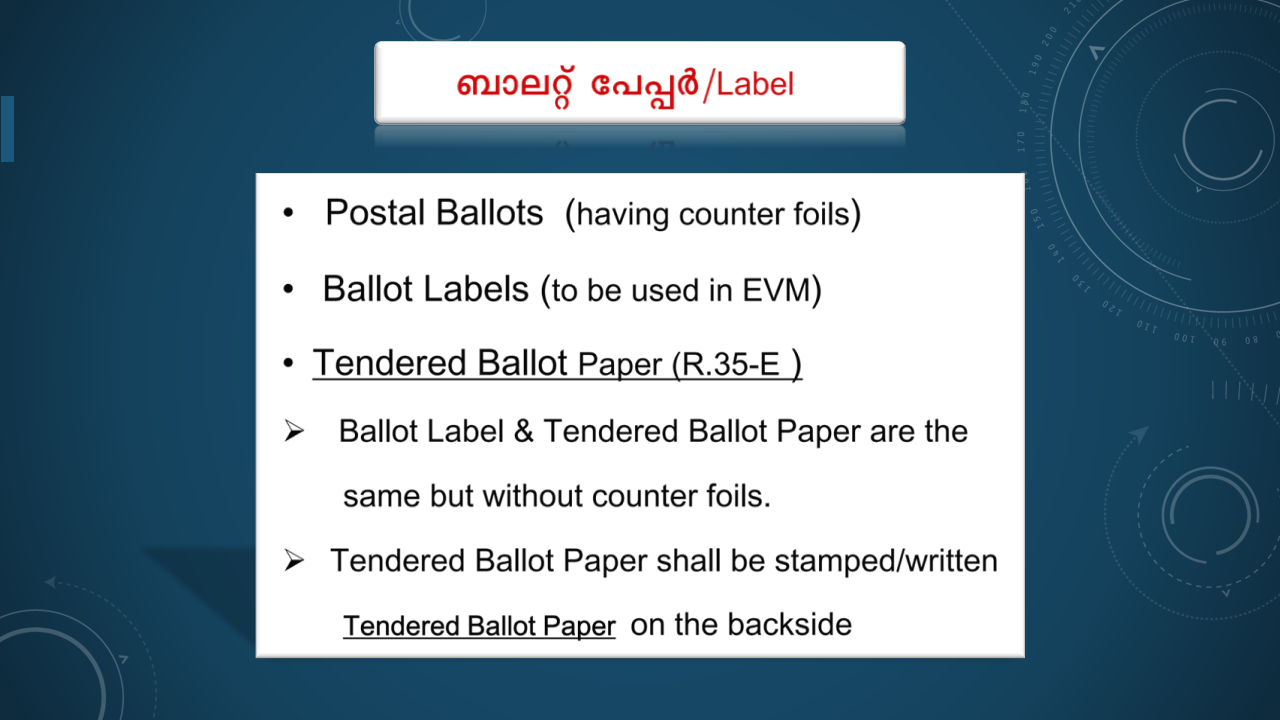 ബാലറ്റ് പേപ്പർ/Label
• Postal Ballots (having counter foils)
• Ballot Labels (to be used in EVM)
• Tendered Ballot Paper (R.35-E )
➢ Ballot Label & Tendered Ballot Paper are the
same but without counter foils.
➢ Tendered Ballot Paper shall be stamped/written
Tendered Ballot Paper on the backside